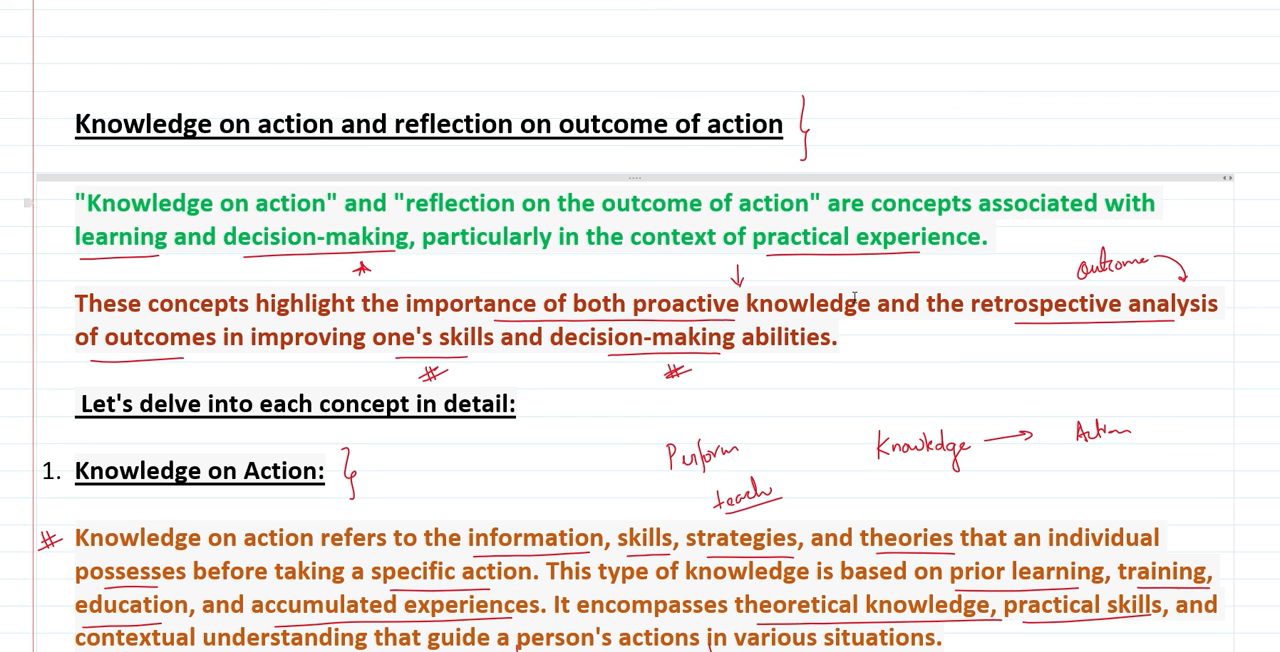 Knowledge on action and reflection on outcome of action
"Knowledge on action" and "reflection on the outcome of action" are concepts associated with
learning and decision-making, particularly in the context of practical experience.
outcome
These concepts highlight the importance of both proactive knowledge and the retrospective analysis
of outcomes in improving one's skills and decision-making abilities.
Let's delve into each concept in detail:
Perform Knowledge → Action
teach
1. Knowledge on Action:
Knowledge on action refers to the information, skills, strategies, and theories that an individual
possesses before taking a specific action. This type of knowledge is based on prior learning, training,
education, and accumulated experiences. It encompasses theoretical knowledge, practical skills, and
contextual understanding that guide a person's actions in various situations.